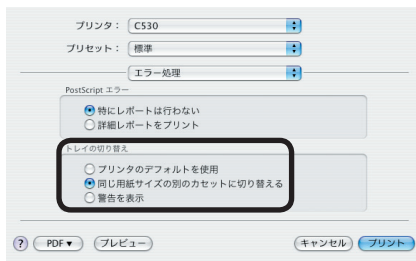 プリンタ： C530
プリセット： 標準
エラー処理
PostScript エラー
特にレポートは行わない
詳細レポートをプリント
トレイの切り替え
プリンタのデフォルトを使用
同じ用紙サイズの別のカセットに切り替える
警告を表示
? PDF▼ プレビュー キャンセル プリント